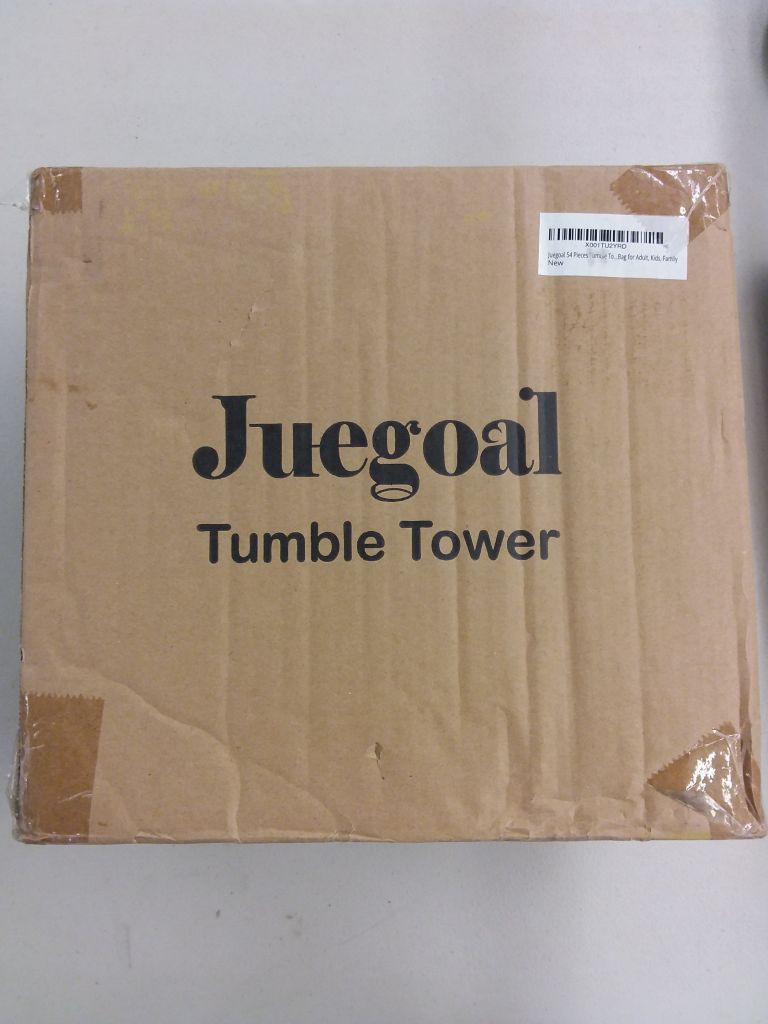 X001TU2YRD
Juegoal 54 Pieces Tumble To...Bag for Adult, Kids, Family
New
Juegoal
Tumble Tower